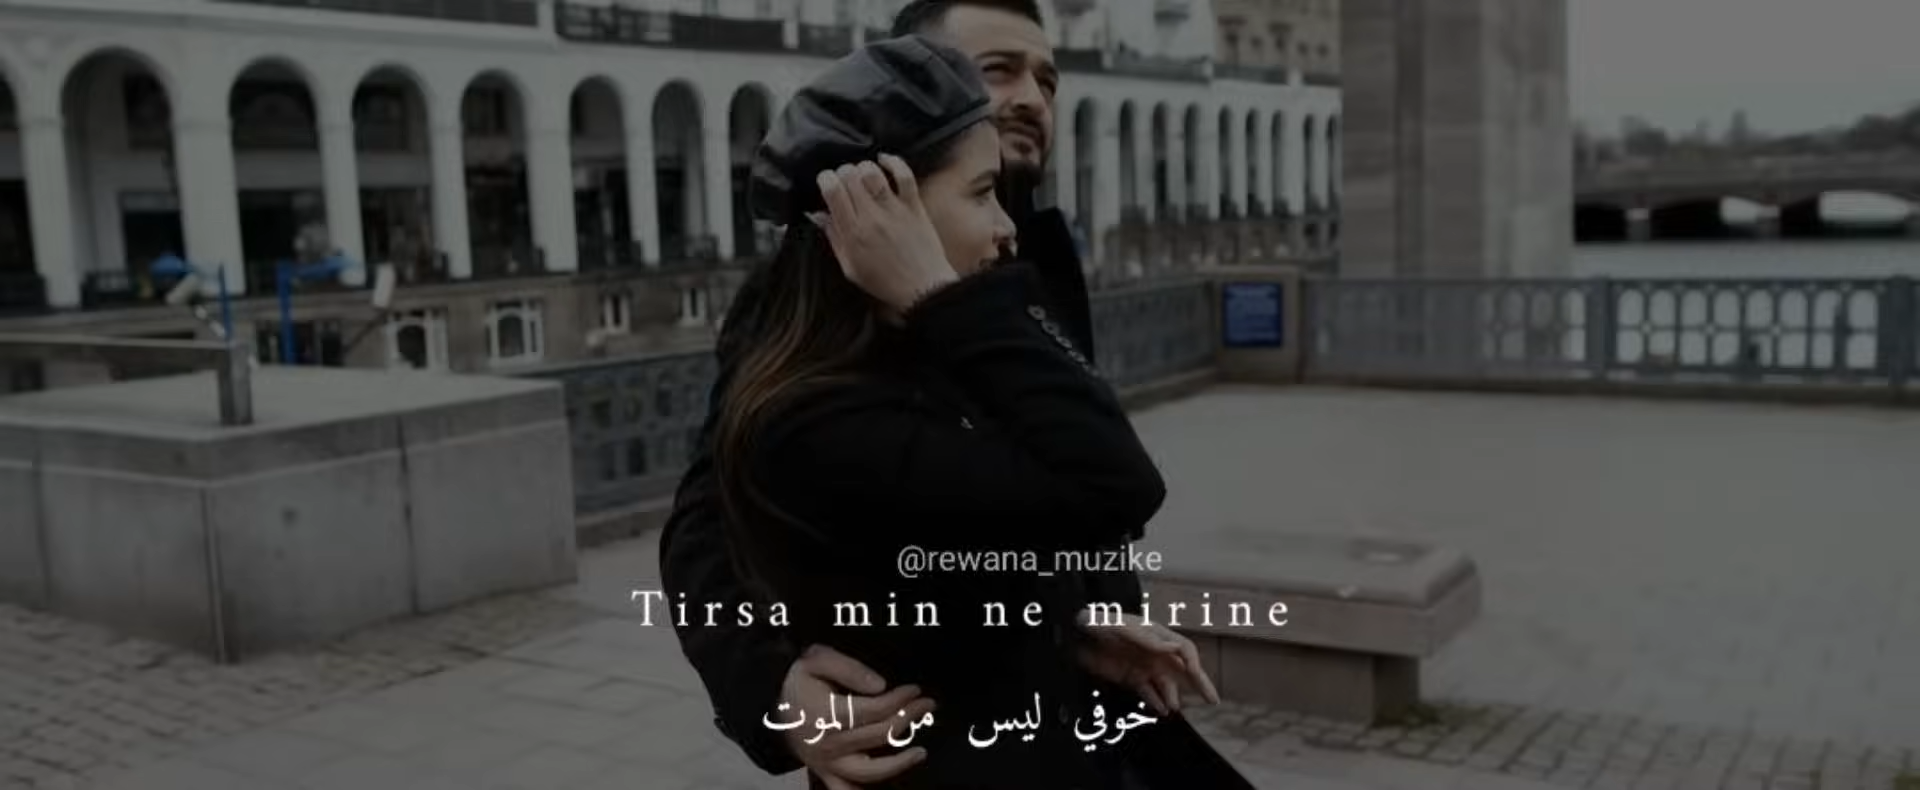 @rewana_muzike
Tirsa min ne mirine
خوفي ليس من الموت